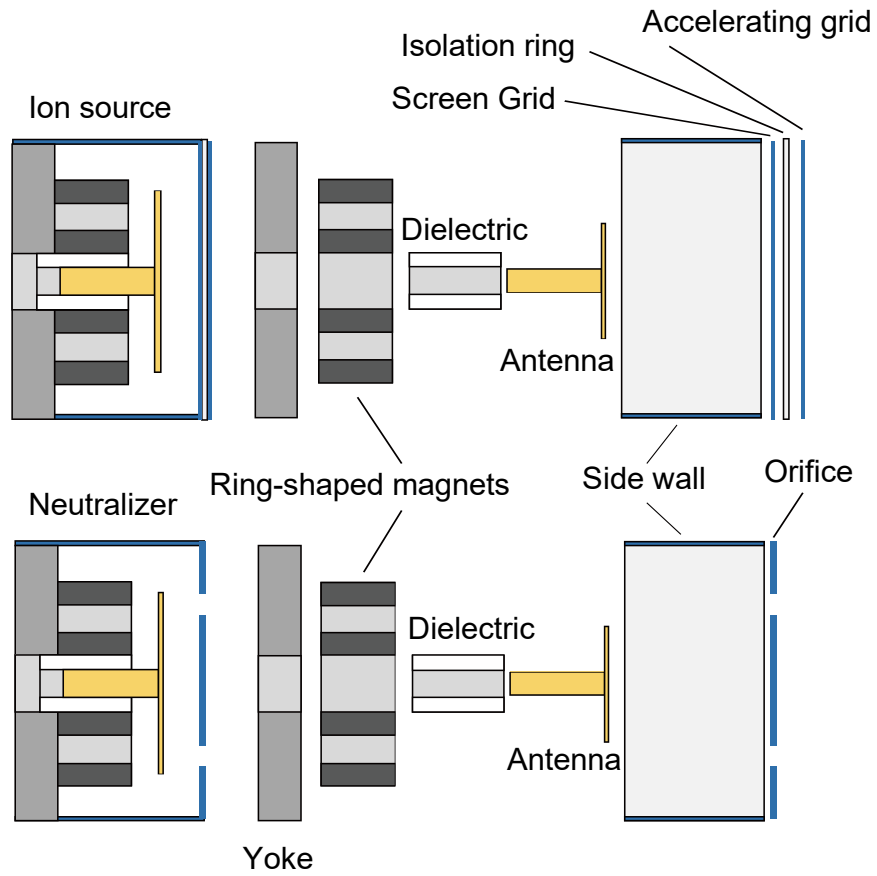 Accelerating grid
Isolation ring
Screen Grid
Ion source
Dielectric
Antenna
Ring-shaped magnets
Side wall
Orifice
Neutralizer
Dielectric
Antenna
Yoke